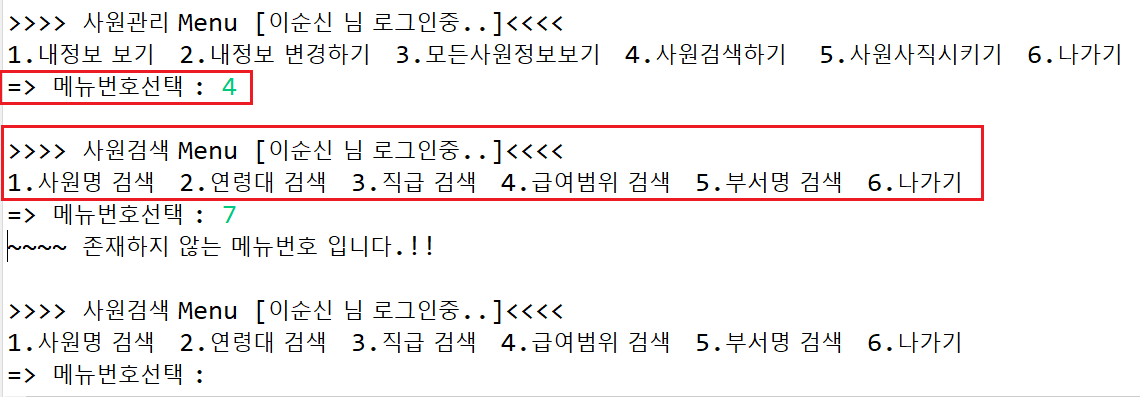 >>>> 사원관리 Menu [이순신 님 로그인중..]<<<<
1.내정보 보기  2.내정보 변경하기  3.모든사원정보보기  4.사원검색하기   5.사원사직시키기  6.나가기
=> 메뉴번호선택 : 4
>>>> 사원검색 Menu [이순신 님 로그인중..]<<<<
1.사원명 검색  2.연령대 검색  3.직급 검색  4.급여범위 검색  5.부서명 검색  6.나가기
=> 메뉴번호선택 : 7
~~~~ 존재하지 않는 메뉴번호 입니다.!!
>>>> 사원검색 Menu [이순신 님 로그인중..]<<<<
1.사원명 검색  2.연령대 검색  3.직급 검색  4.급여범위 검색  5.부서명 검색  6.나가기
=> 메뉴번호선택 :